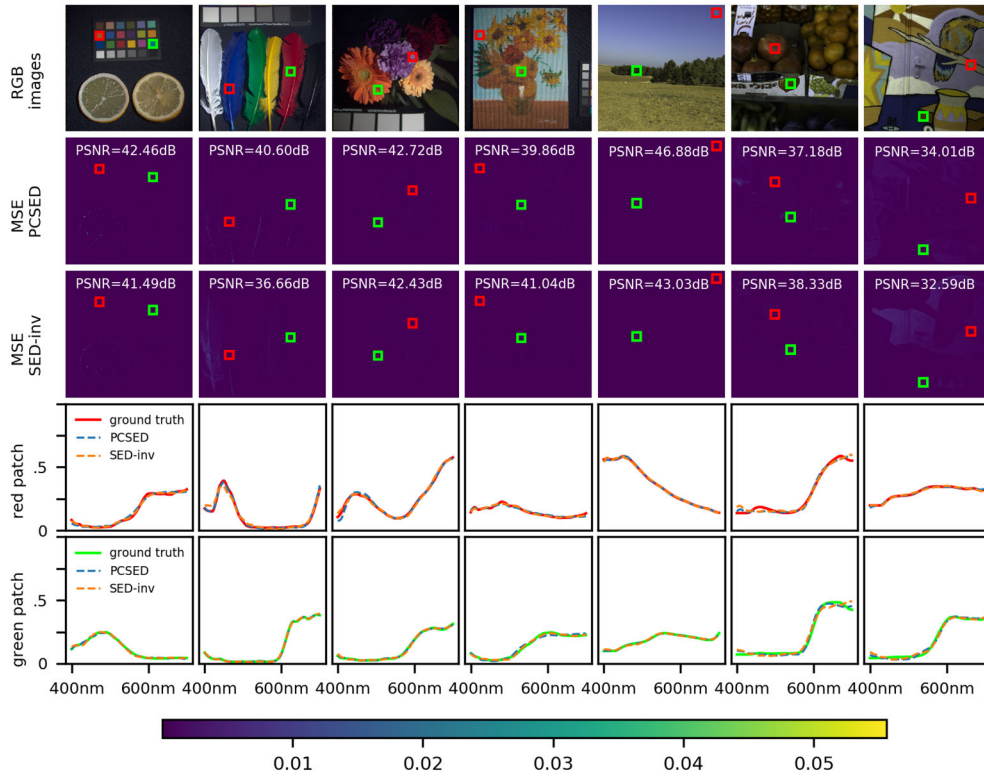 RGB
images
MSE
PCSED
PSNR=42.46dB
PSNR=40.60dB
PSNR=42.72dB
PSNR=39.86dB
PSNR=46.88dB
PSNR=37.18dB
PSNR=34.01dB
MSE
SED-inv
PSNR=41.49dB
PSNR=36.66dB
PSNR=42.43dB
PSNR=41.04dB
PSNR=43.03dB
PSNR=38.33dB
PSNR=32.59dB
red patch
.5
0
ground truth
PCSED
SED-inv
green patch
.5
0
ground truth
PCSED
SED-inv
400nm 600nm 400nm 600nm 400nm 600nm 400nm 600nm 400nm 600nm 400nm 600nm 400nm 600nm
0.01 0.02 0.03 0.04 0.05